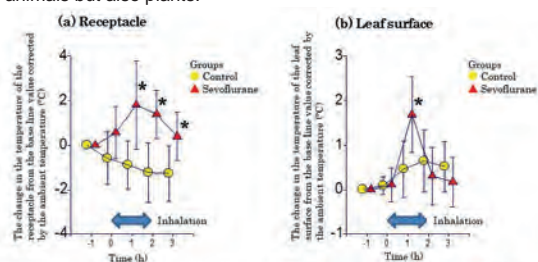 animals but also plants.
(a) Receptacle
The change in the temperature of the
receptacle from the base line value corrected
by the ambient temperature (°C)
4
2
0
-2
-4
Groups
Control
Sevoflurane
*
*
*
Inhalation
-1 0 1 2 3
Time (h)
(b) Leaf surface
The change in the temperature of the leaf
surface from the base line value corrected by
the ambient temperature (°C)
3
2
1
0
-1
Groups
Control
Sevoflurane
*
Inhalation
-1 0 1 2 3
Time (h)